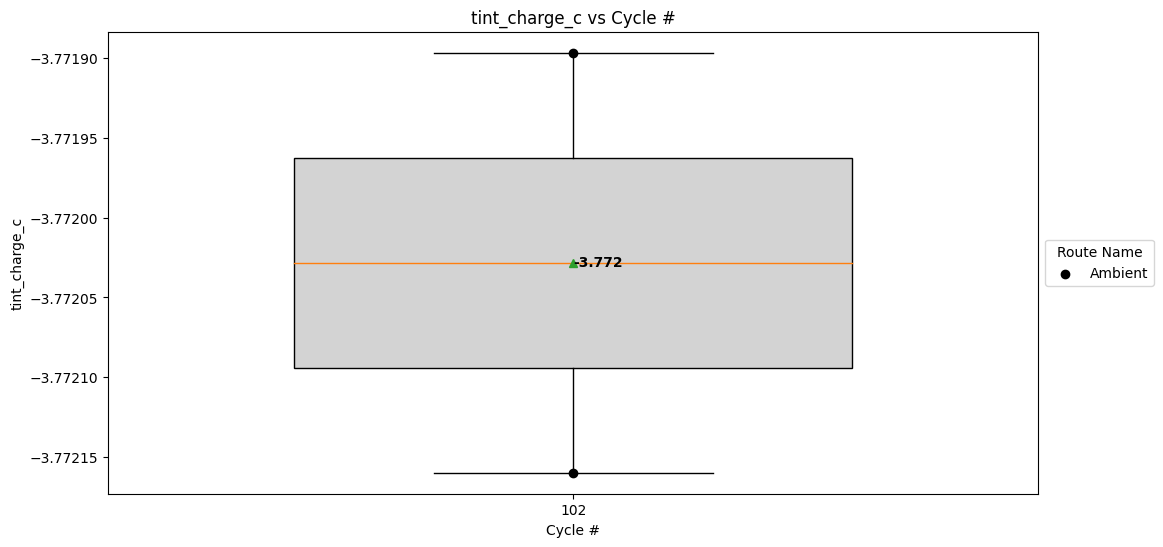 tint_charge_c vs Cycle #
−3.77190
−3.77195
−3.77200
−3.77205
−3.77210
−3.77215
tint_charge_c
-3.772
102
Cycle #
Route Name
Ambient